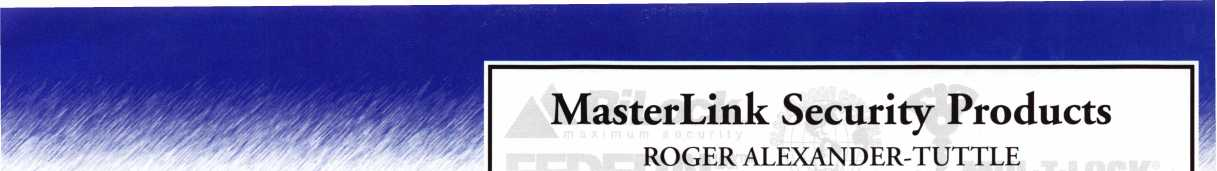 MasterLink Security Products
maximum security
ROGER ALEXANDER-TUTTLE